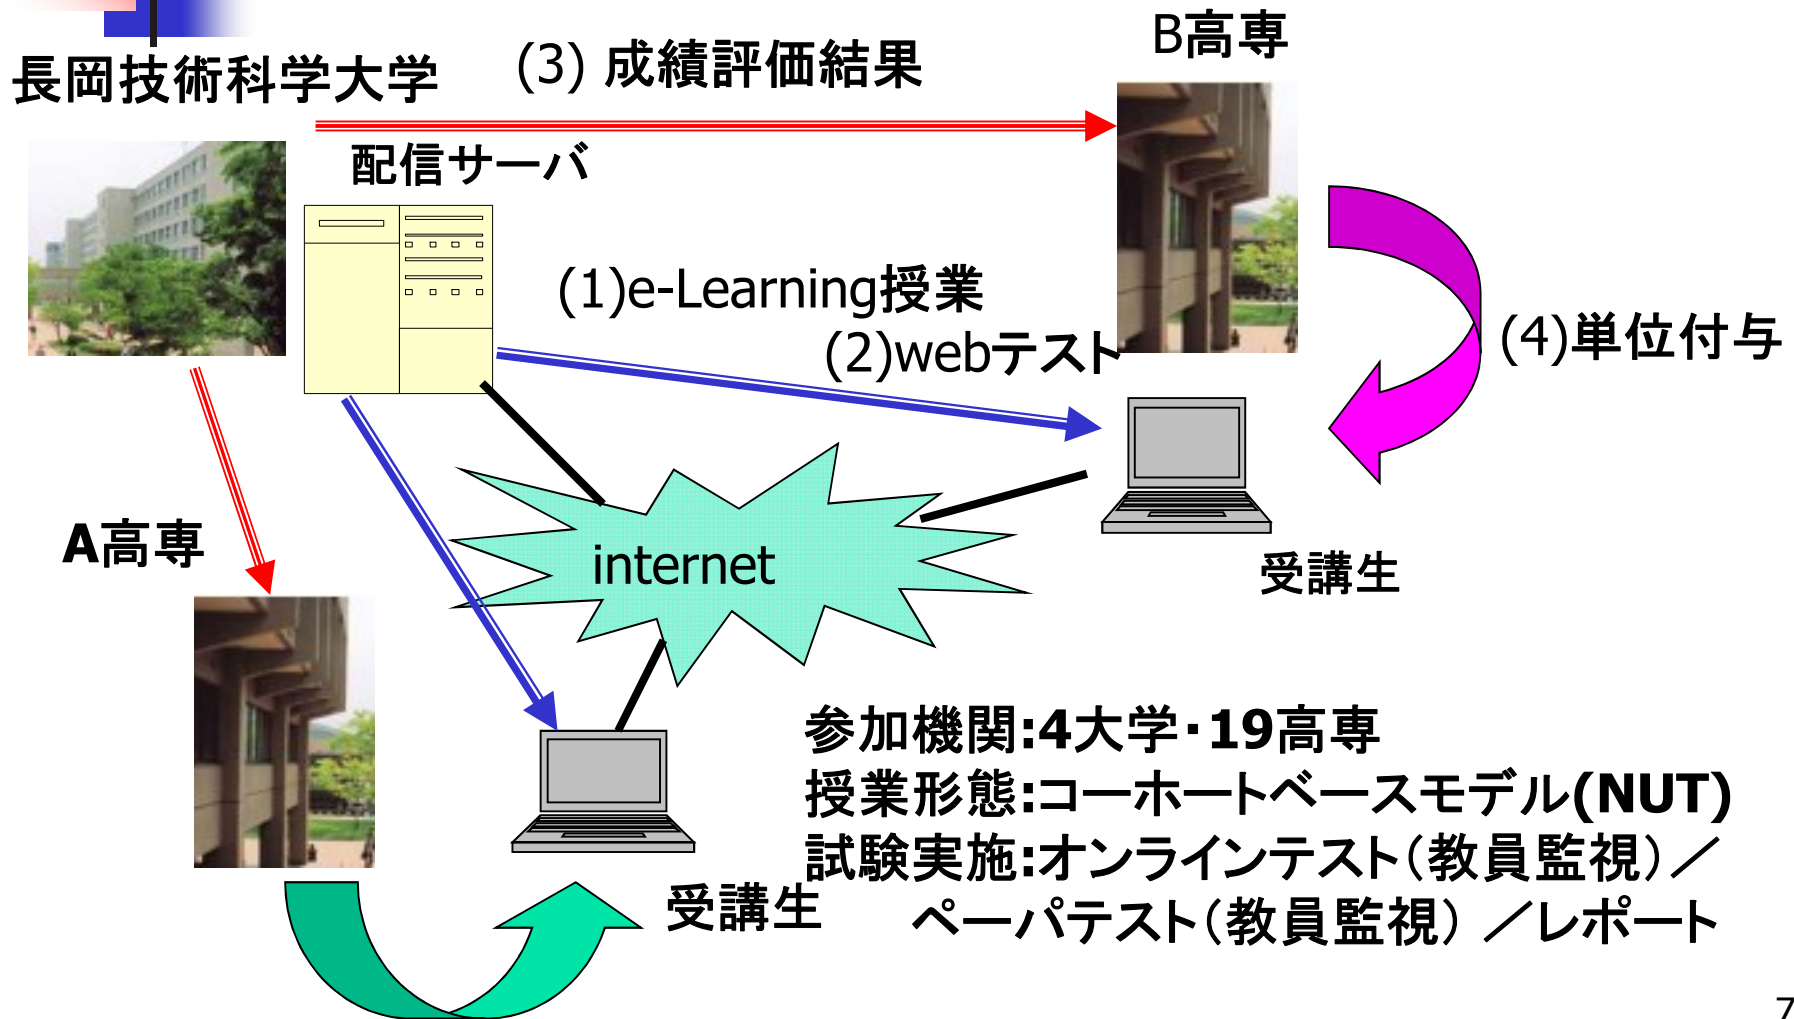 長岡技術科学大学
(3) 成績評価結果
B高専
配信サーバ
(1)e-Learning授業
(2)webテスト
(4)単位付与
A高専
internet
受講生
参加機関:4大学・19高専
授業形態:コーホートベースモデル(NUT)
試験実施:オンラインテスト（教員監視）／
ペーパテスト（教員監視）／レポート
受講生
7